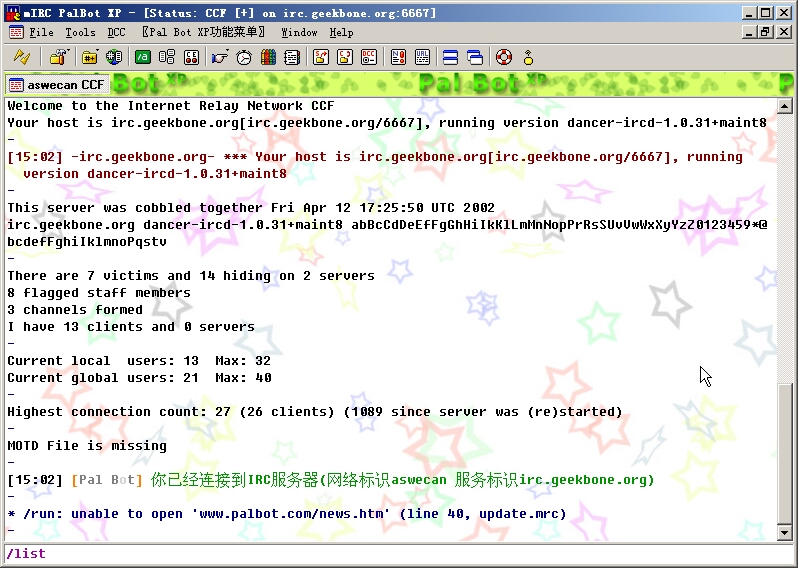 mIRC PalBot XP - [Status: CCF [+] on irc.geekbone.org:6667]
File Tools DCC 〖Pal Bot XP功能菜单〗 Window Help
aswecan CCF Bot XP Pal Bot XP P
Welcome to the Internet Relay Network CCF
Your host is irc.geekbone.org[irc.geekbone.org/6667], running version dancer-ircd-1.0.31+maint8
-
[15:02] -irc.geekbone.org- *** Your host is irc.geekbone.org[irc.geekbone.org/6667], running
version dancer-ircd-1.0.31+maint8
-
This server was cobbled together Fri Apr 12 17:25:50 UTC 2002
irc.geekbone.org dancer-ircd-1.0.31+maint8 abBcCdDeEfFgGhHiIkKlLmMnNopPrRsSUvVwWxXyYzZ0123459*@
bcdefFghiIklmnoPqstv
-
There are 7 victims and 14 hiding on 2 servers
8 flagged staff members
3 channels formed
I have 13 clients and 0 servers
-
Current local users: 13 Max: 32
Current global users: 21 Max: 40
-
Highest connection count: 27 (26 clients) (1089 since server was (re)started)
-
MOTD File is missing
-
[15:02] [Pal Bot] 你已经连接到IRC服务器(网络标识aswecan 服务标识irc.geekbone.org)
-
* /run: unable to open 'www.palbot.com/news.htm' (line 40, update.mrc)
-
/list